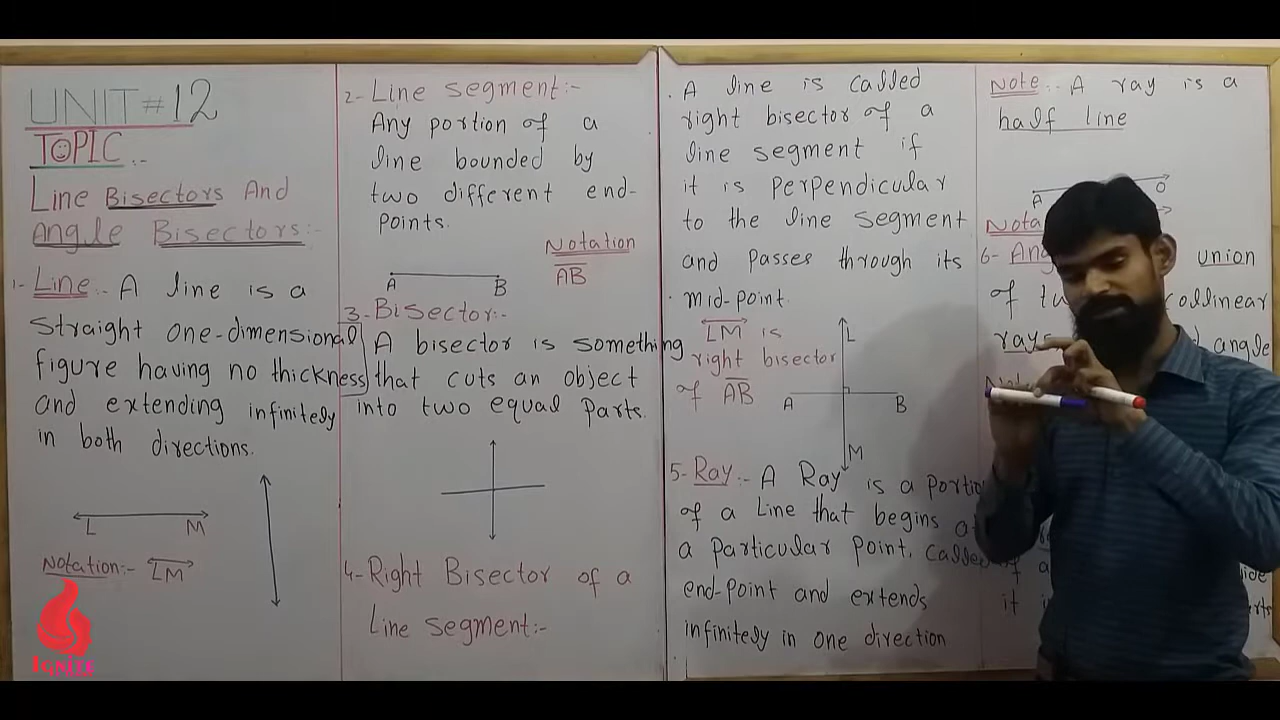 UNIT #12
TOPIC :-
Line Bisectors And
Angle Bisectors:-
1- Line:- A line is a
straight one-dimensional
figure having no thickness
and extending infinitely
in both directions.
L M
Notation:- LM
IGNITE
2- Line segment:-
Any portion of a
line bounded by
two different end-
points.
Notation
AB
A B
3- Bisector:-
A bisector is something
that cuts an object
into two equal parts.
4- Right Bisector of a
Line segment:-
. A line is called
right bisector of a
line segment if
it is perpendicular
to the line segment
and passes through its
. mid-point.
LM is
right bisector
of AB
L
A B
M
5- Ray:- A Ray is a portion
of a Line that begins at
a particular point, called
end-point and extends
infinitely in one direction
Note:- A ray is a
half line
A O
6- union
of collinear
rays angle
it